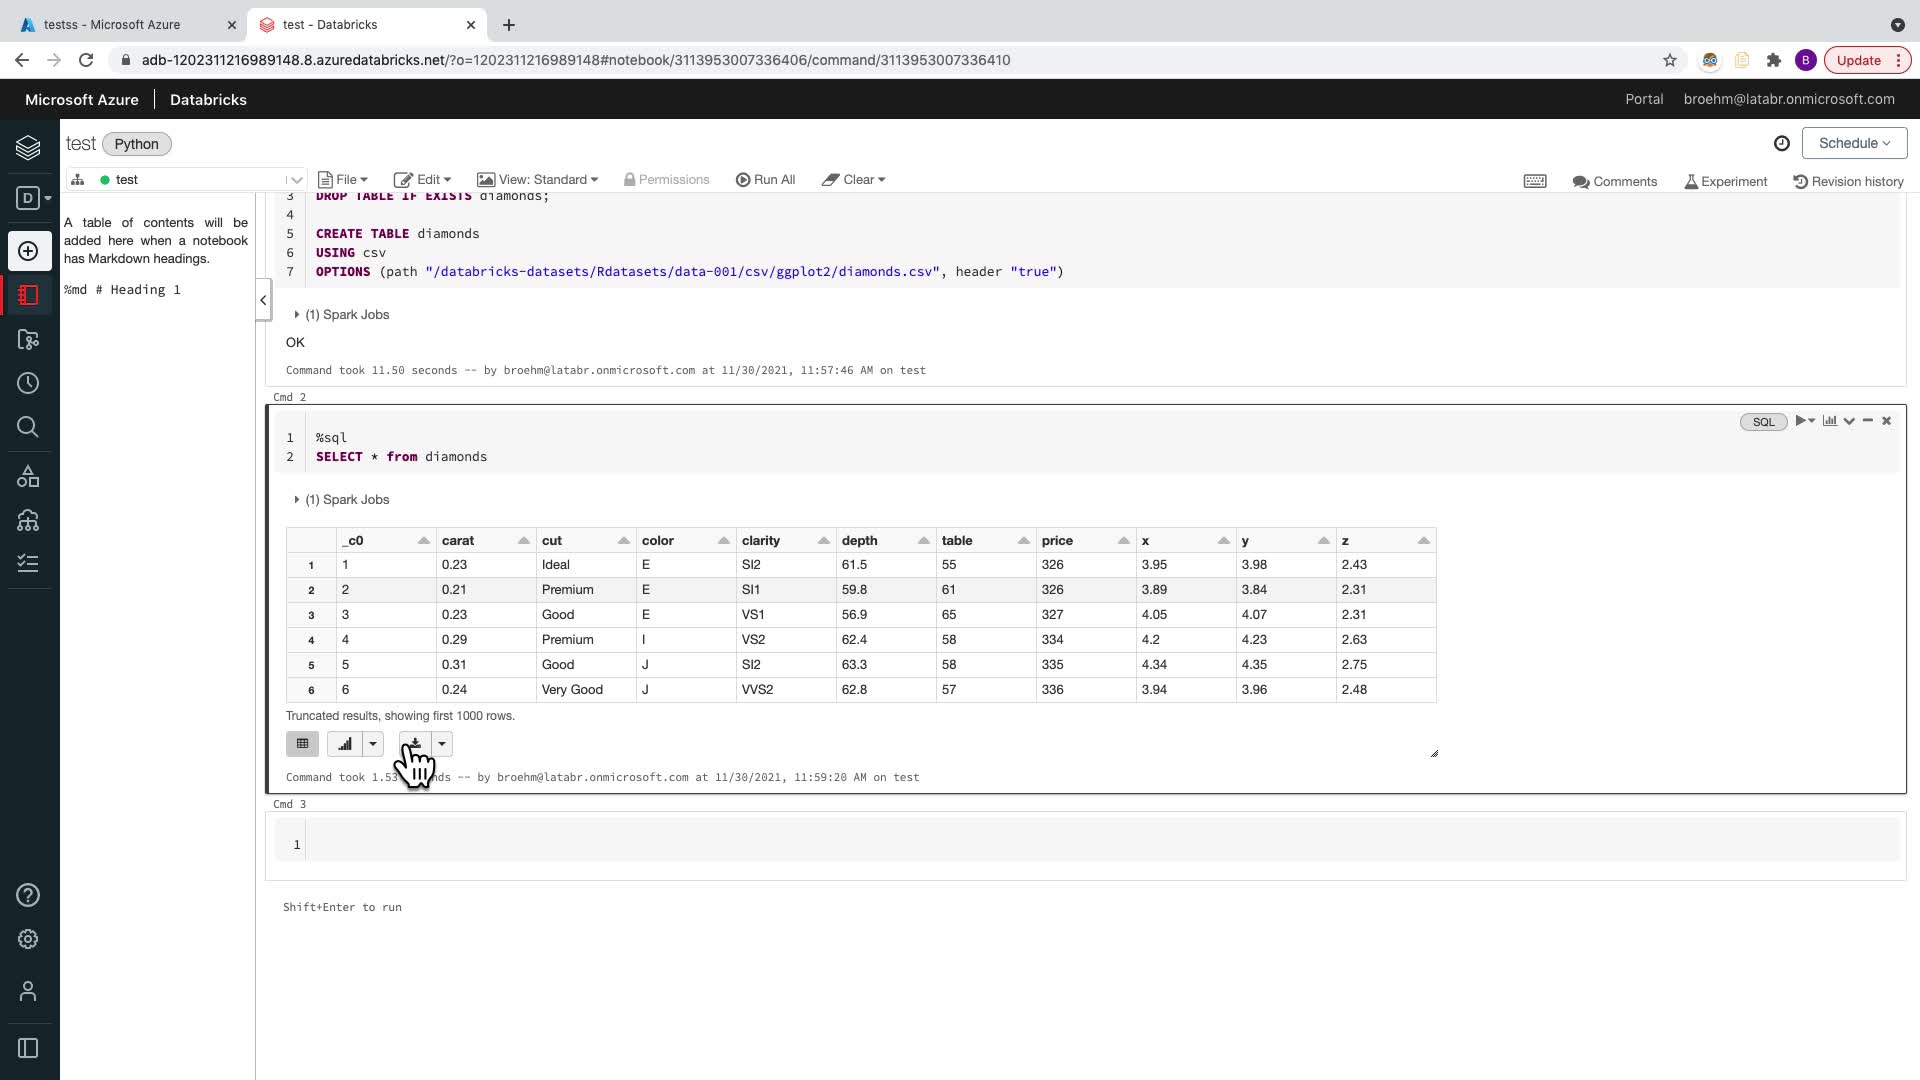 testss - Microsoft Azure
test - Databricks
adb-1202311216989148.8.azuredatabricks.net/?o=1202311216989148#notebook/3113953007336406/command/3113953007336410
B
Update
Microsoft Azure | Databricks
Portal broehm@latabr.onmicrosoft.com
test Python
Schedule
D
test
File Edit View: Standard Permissions Run All Clear
Comments Experiment Revision history
A table of contents will be
added here when a notebook
has Markdown headings.
%md # Heading 1
3 DROP TABLE IF EXISTS diamonds;
4
5 CREATE TABLE diamonds
6 USING csv
7 OPTIONS (path "/databricks-datasets/Rdatasets/data-001/csv/ggplot2/diamonds.csv", header "true")
(1) Spark Jobs
OK
Command took 11.50 seconds -- by broehm@latabr.onmicrosoft.com at 11/30/2021, 11:57:46 AM on test
Cmd 2
SQL
1 %sql
2 SELECT * from diamonds
(1) Spark Jobs
_c0 carat cut color clarity depth table price x y z
1 1 0.23 Ideal E SI2 61.5 55 326 3.95 3.98 2.43
2 2 0.21 Premium E SI1 59.8 61 326 3.89 3.84 2.31
3 3 0.23 Good E VS1 56.9 65 327 4.05 4.07 2.31
4 4 0.29 Premium I VS2 62.4 58 334 4.2 4.23 2.63
5 5 0.31 Good J SI2 63.3 58 335 4.34 4.35 2.75
6 6 0.24 Very Good J VVS2 62.8 57 336 3.94 3.96 2.48
Truncated results, showing first 1000 rows.
Command took 1.53 -- by broehm@latabr.onmicrosoft.com at 11/30/2021, 11:59:20 AM on test
Cmd 3
1
Shift+Enter to run